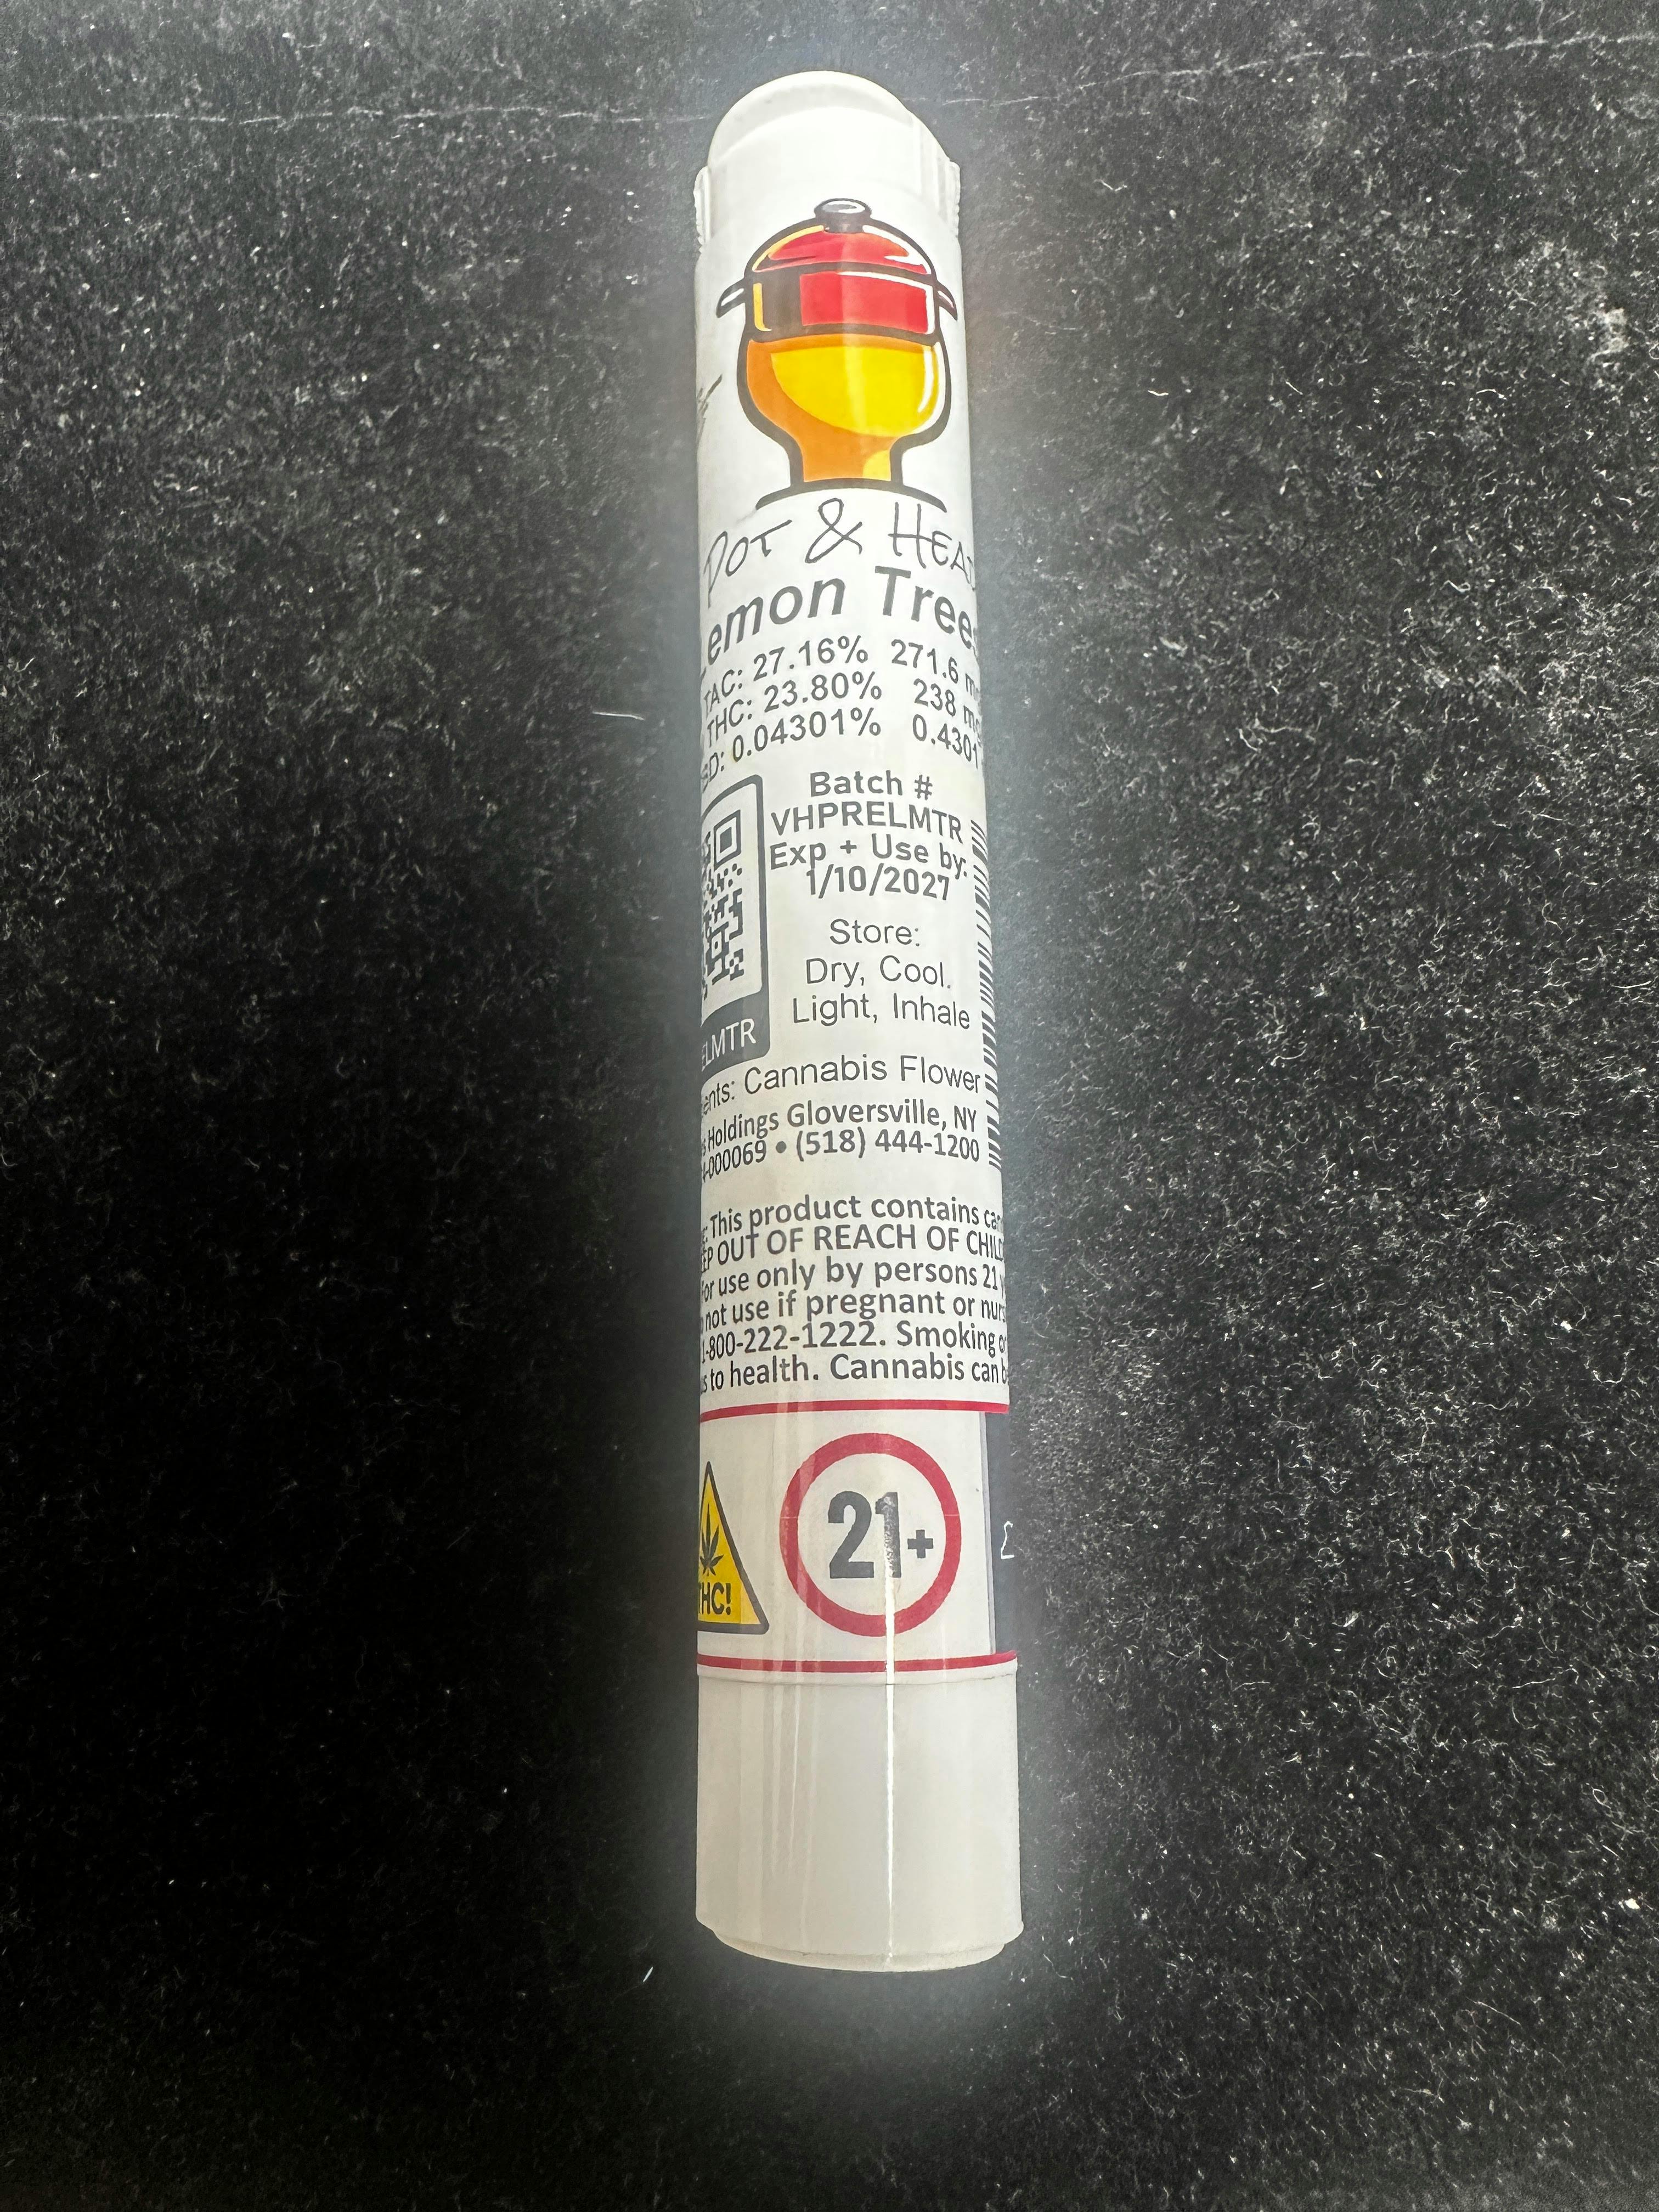 POT & HEAD
Lemon Trees
TAC: 27.16% 271.6
THC: 23.80% 238
0.04301% 0.4301
Batch #
VHPRELMTR
Exp + Use by:
1/10/2027
Store:
Dry, Cool.
Light, Inhale
ELMTR
Cannabis Flower
Holdings Gloversville, NY
-000069 • (518) 444-1200
This product contains
OUT OF REACH OF
For use only by persons 21
not use if pregnant or
1-800-222-1222. Smoking
to health. Cannabis can
THC!
21+